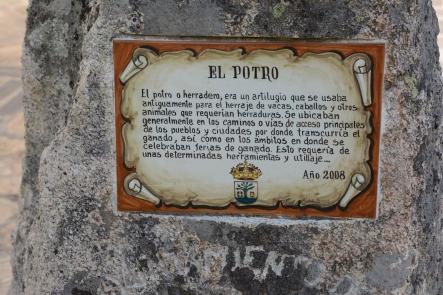 EL POTRO
El potro o herradero, era un artilugio que se usaba
antiguamente para el herraje de vacas, caballos y otros
animales que requerían herraduras. Se ubicaban
generalmente en los caminos o vías de acceso principales
de los pueblos y ciudades por donde transcurría el
ganado, así como en los ámbitos en donde se
celebraban ferias de ganado. Esto requería de
unas determinadas herramientas y utillaje...
Año 2008